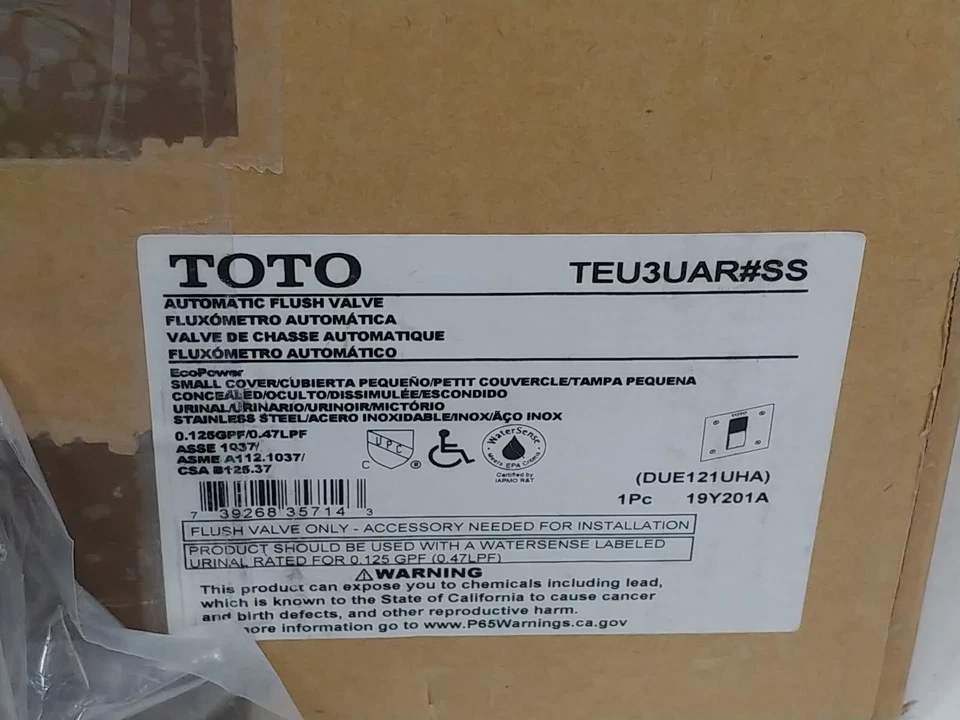 TOTO TEU3UAR#SS
AUTOMATIC FLUSH VALVE
FLUXÓMETRO AUTOMÁTICA
VALVE DE CHASSE AUTOMATIQUE
FLUXÓMETRO AUTOMÁTICO
EcoPower
SMALL COVER/CUBIERTA PEQUEÑO/PETIT COUVERCLE/TAMPA PEQUENA
CONCEALED/OCULTO/DISSIMULÉE/ESCONDIDO
URINAL/URINARIO/URINOIR/MICTÓRIO
STAINLESS STEEL/ACERO INOXIDABLE/INOX/AÇO INOX
0.125GPF/0.47LPF
ASSE 1037/
ASME A112.1037/
CSA B125.37
UPC
C ®
WaterSense
Meets EPA Criteria
Certified by
IAPMO R&T
(DUE121UHA)
1Pc 19Y201A
7 39268 35714 3
FLUSH VALVE ONLY - ACCESSORY NEEDED FOR INSTALLATION
PRODUCT SHOULD BE USED WITH A WATERSENSE LABELED
URINAL RATED FOR 0.125 GPF (0.47LPF)
WARNING
This product can expose you to chemicals including lead,
which is known to the State of California to cause cancer
and birth defects, and other reproductive harm.
more information go to www.P65Warnings.ca.gov